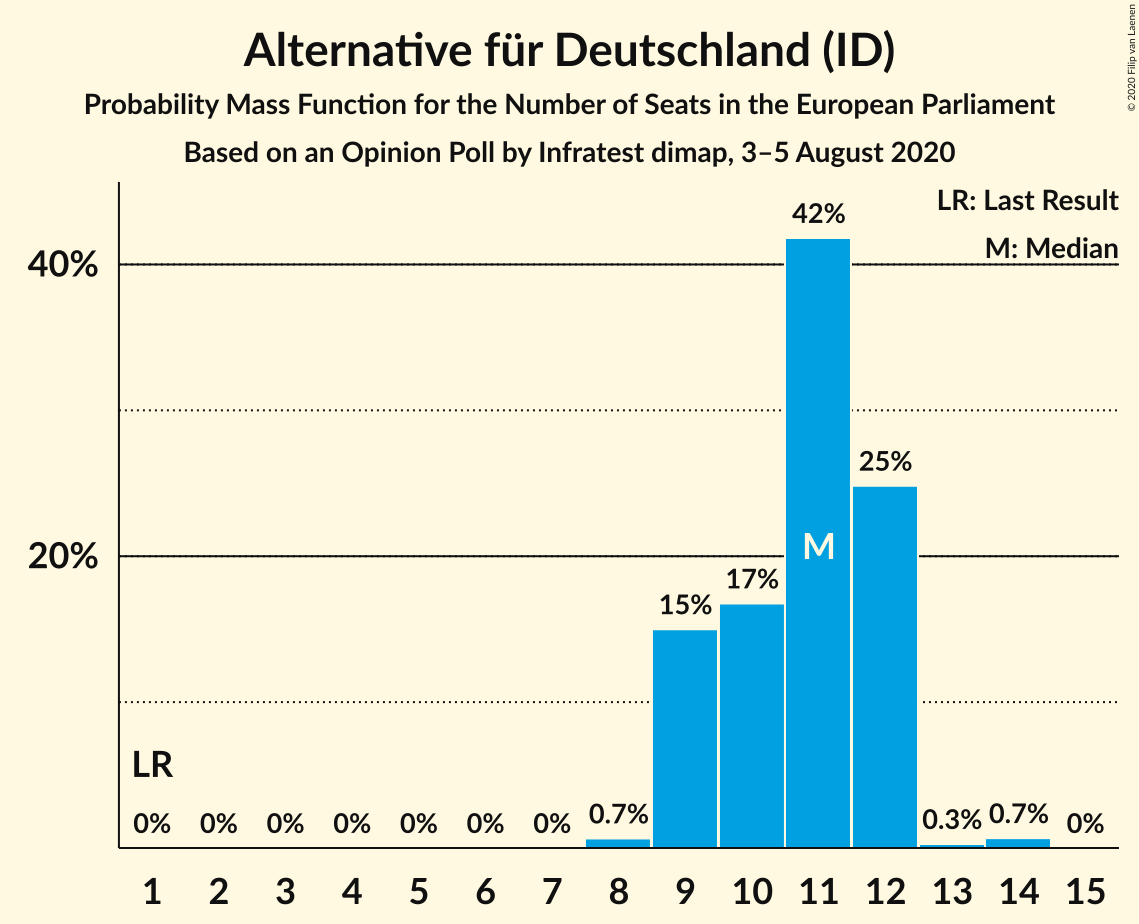 Alternative für Deutschland (ID)
Probability Mass Function for the Number of Seats in the European Parliament
Based on an Opinion Poll by Infratest dimap, 3–5 August 2020
© 2020 Filip van Laenen
LR: Last Result
M: Median
40%
20%
42%
25%
M
17%
15%
LR
0% 0% 0% 0% 0% 0% 0% 0.7% 0.3% 0.7% 0%
1 2 3 4 5 6 7 8 9 10 11 12 13 14 15